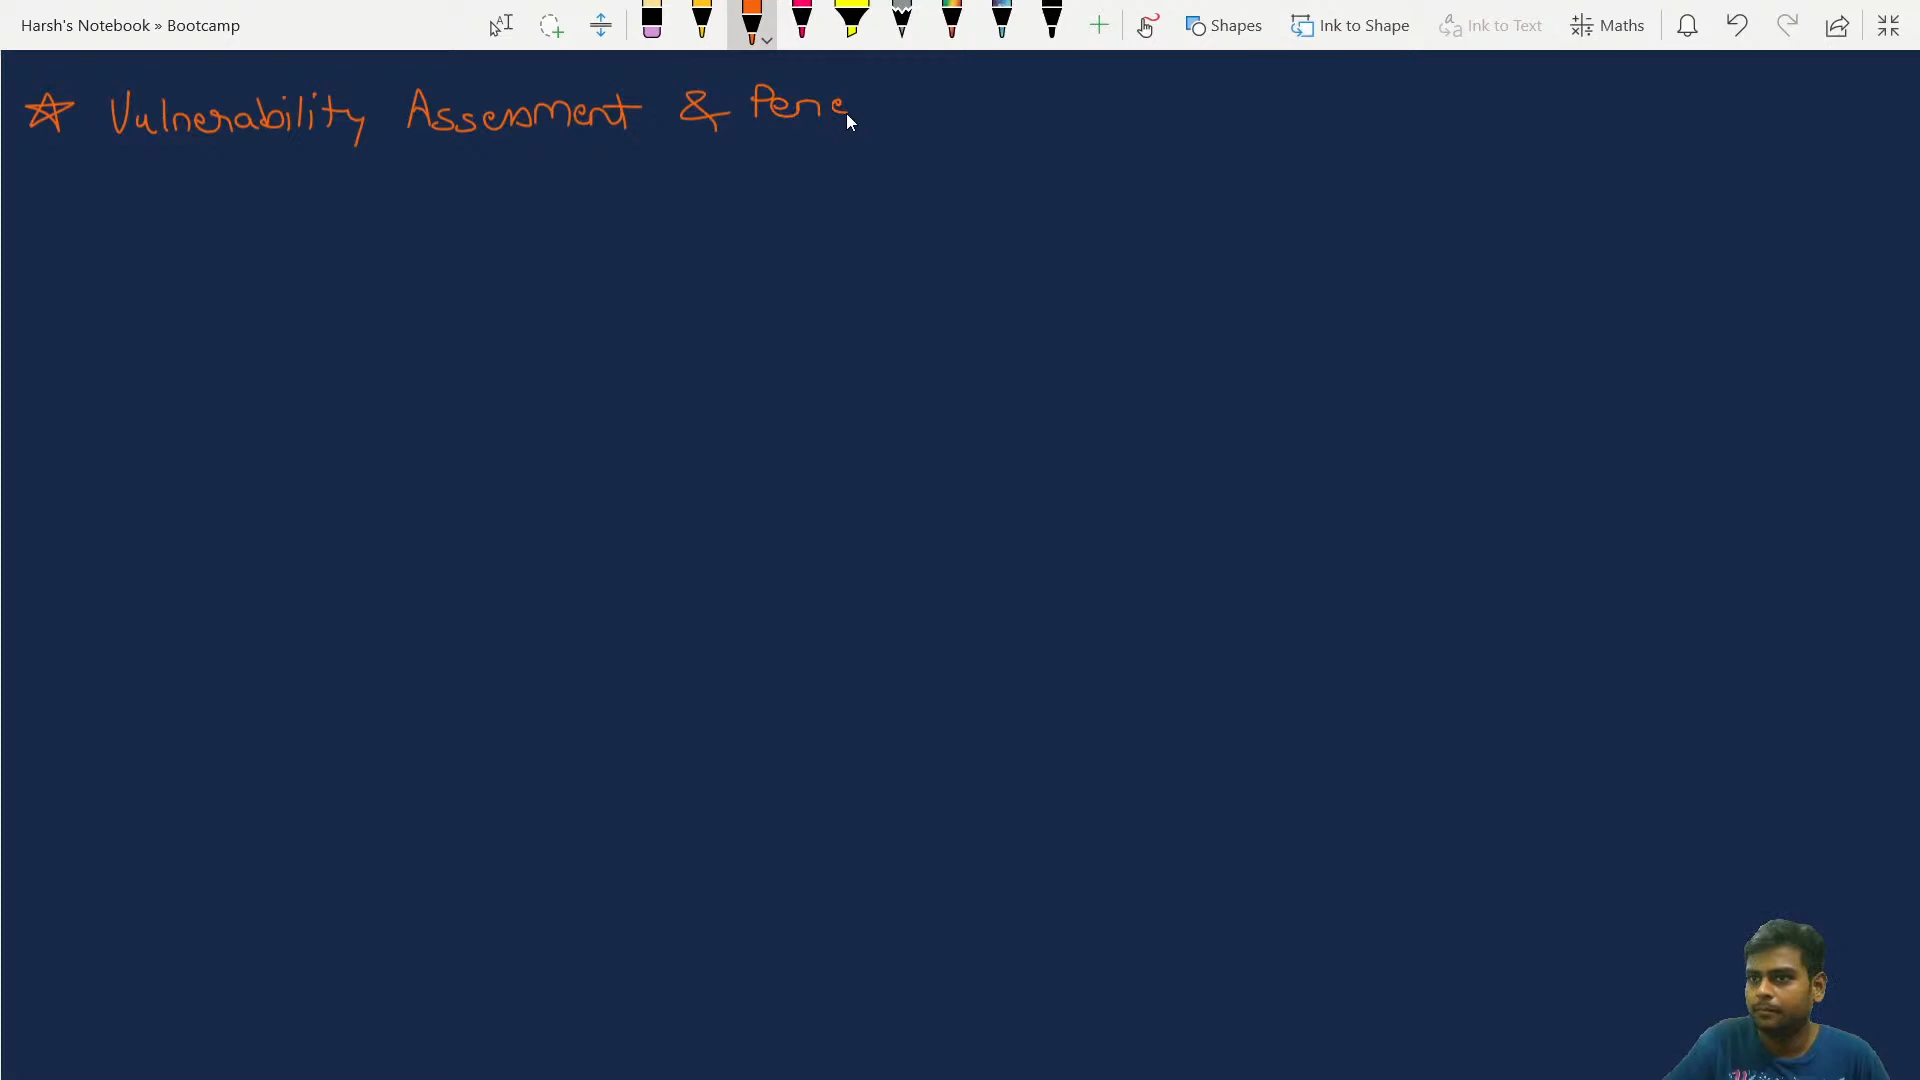 Harsh's Notebook » Bootcamp Shapes Ink to Shape Ink to Text Maths
Vulnerability Assessment & Pene